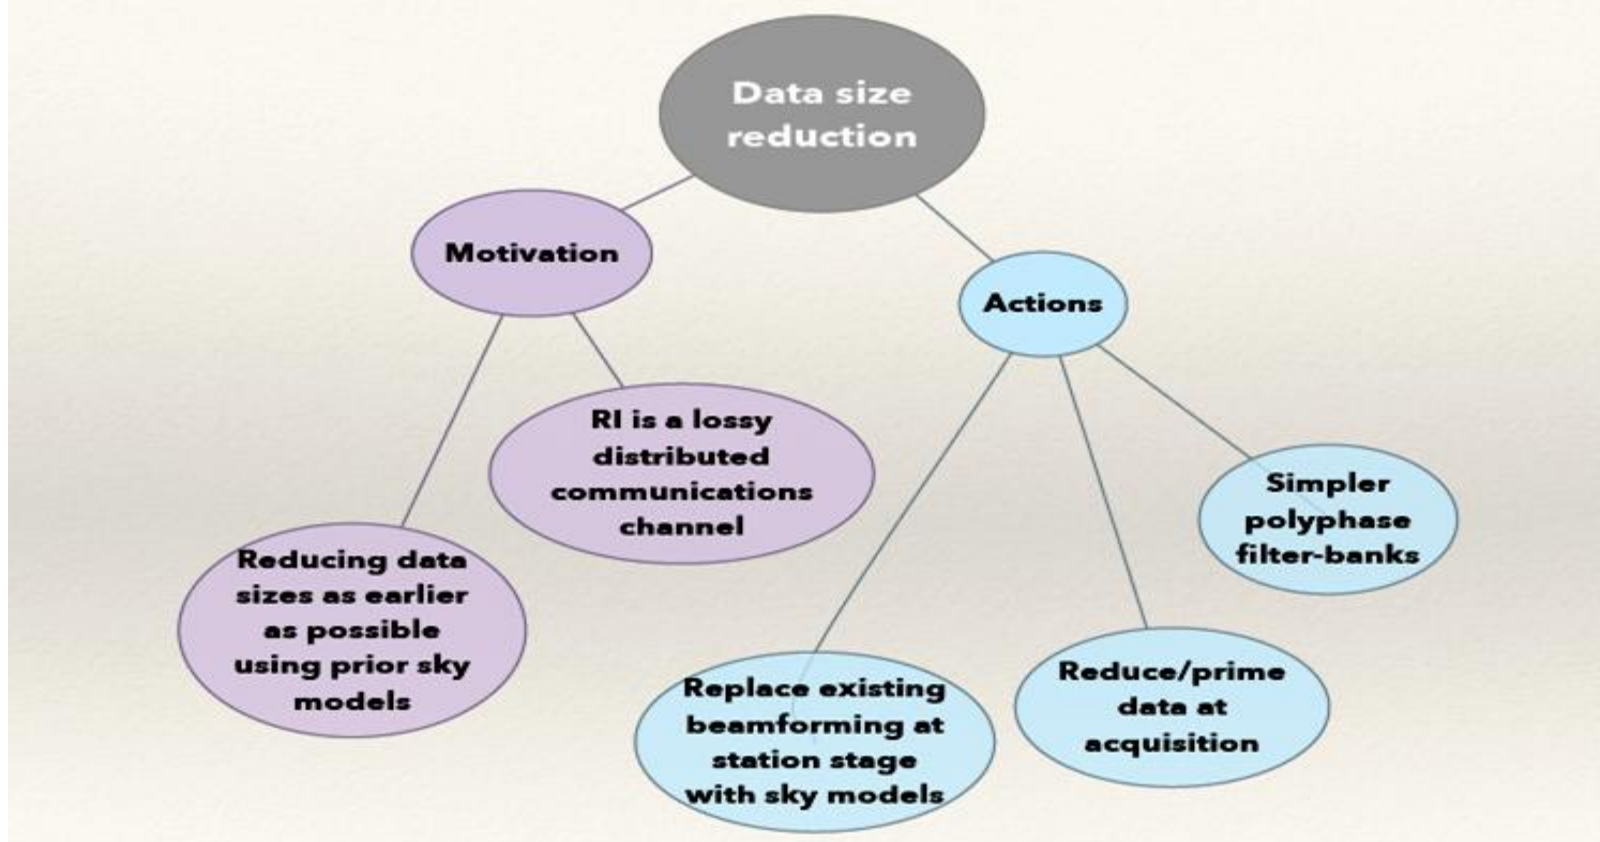 Data size
reduction
Motivation
Actions
RI is a lossy
distributed
communications
channel
Simpler
polyphase
filter-banks
Reducing data
sizes as earlier
as possible
using prior sky
models
Replace existing
beamforming at
station stage
with sky models
Reduce/prime
data at
acquisition